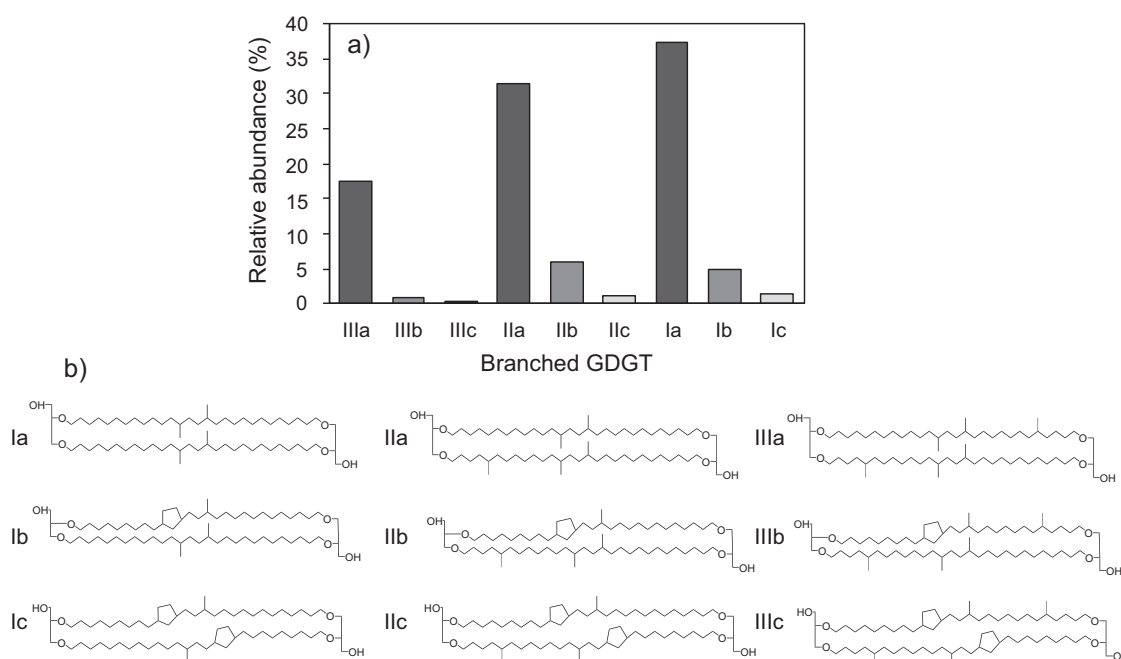 a)
Relative abundance (%)
40
35
30
25
20
15
10
5
0
IIIa IIIb IIIc IIa IIb IIc Ia Ib Ic
Branched GDGT
b)
Ia OH O O O O OH
IIa OH O O O O OH
IIIa OH O O O O OH
Ib OH O O O O OH
IIb OH O O O O OH
IIIb OH O O O O OH
Ic HO O O O O OH
IIc HO O O O O OH
IIIc HO O O O O